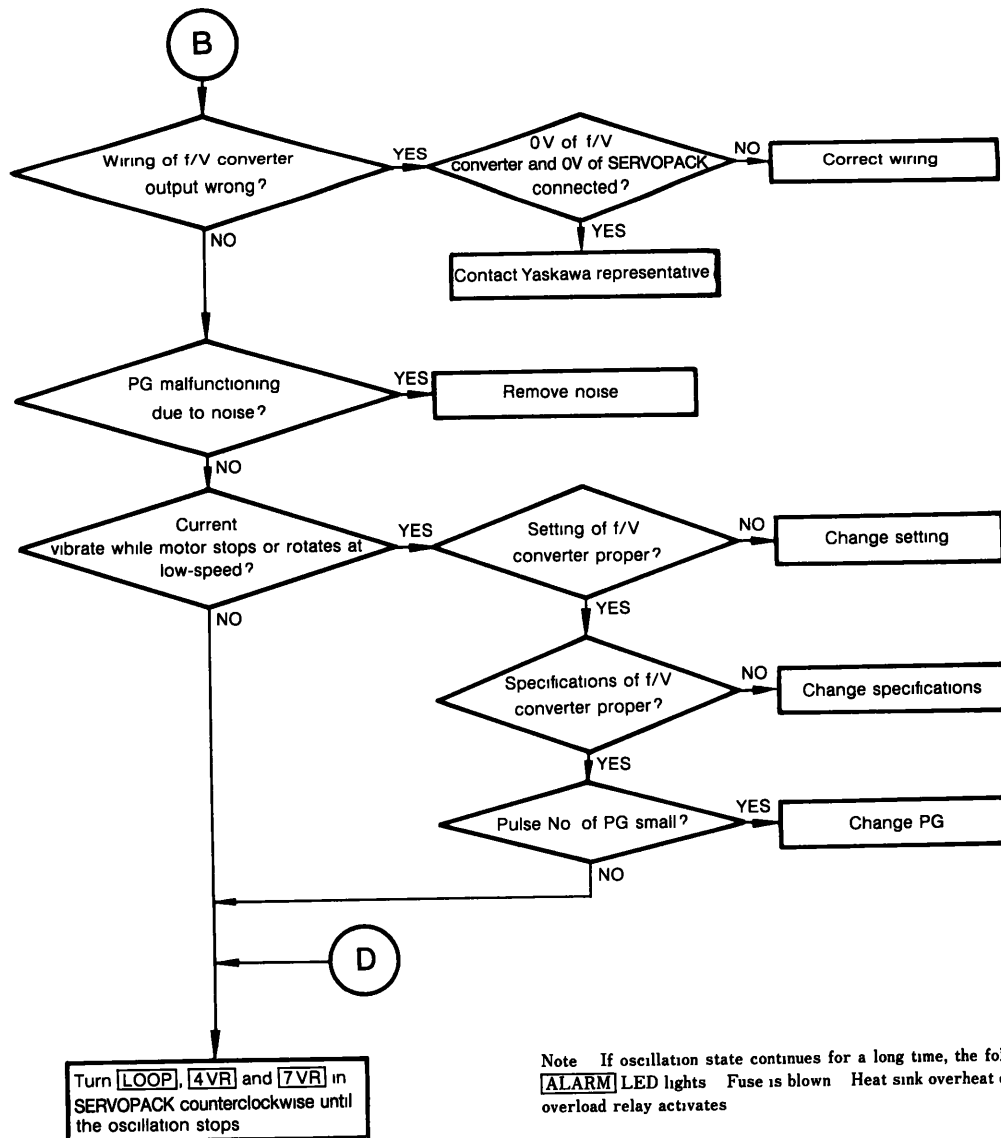 B
Wiring of f/V converter
output wrong?
YES
0V of f/V
converter and 0V of SERVOPACK
connected?
NO
Correct wiring
NO
YES
Contact Yaskawa representative
PG malfunctioning
due to noise?
YES
Remove noise
NO
Current
vibrate while motor stops or rotates at
low-speed?
YES
Setting of f/V
converter proper?
NO
Change setting
NO
YES
Specifications of f/V
converter proper?
NO
Change specifications
YES
Pulse No of PG small?
YES
Change PG
NO
D
Turn LOOP, 4VR and 7VR in
SERVOPACK counterclockwise until
the oscillation stops
Note If oscillation state continues for a long time, the fol
ALARM LED lights Fuse is blown Heat sink overheat
overload relay activates